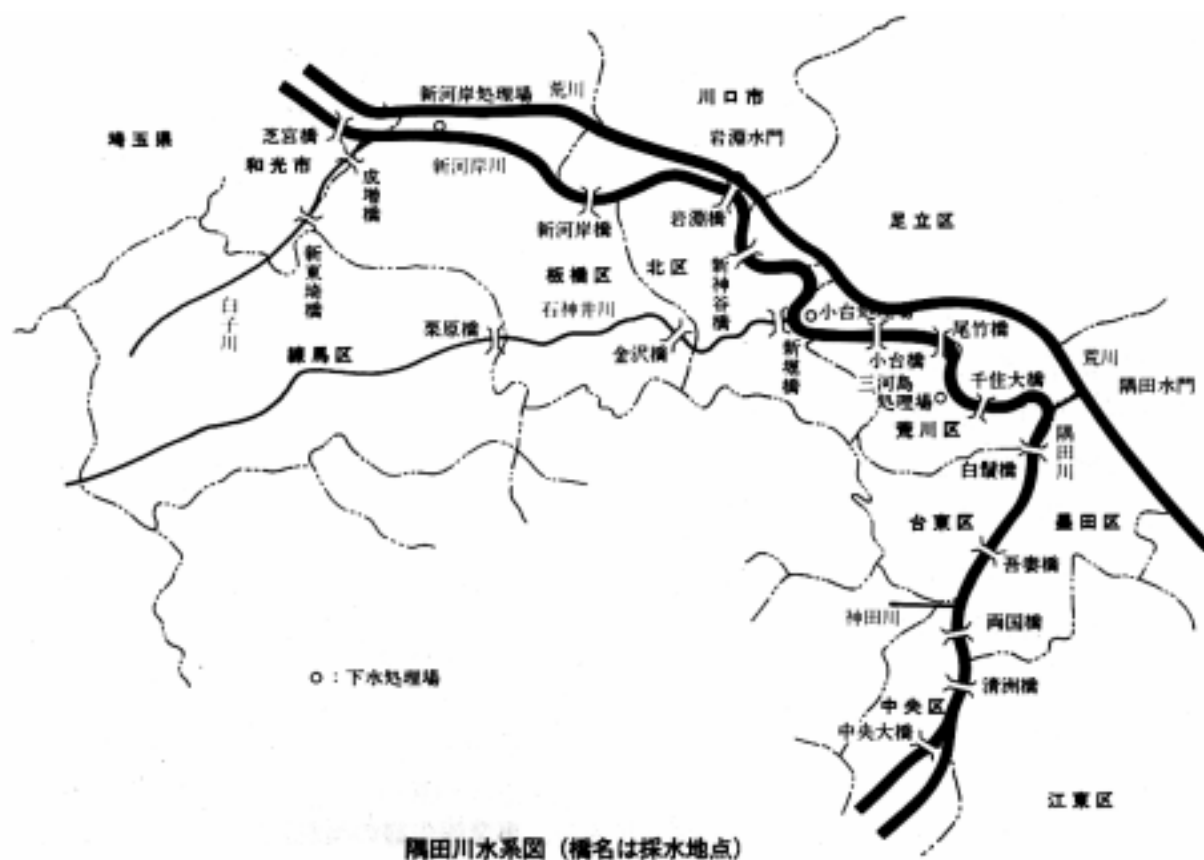 新河岸処理場
荒川
川口市
埼玉県
芝宮橋
岩淵水門
和光市
新河岸川
成増橋
岩淵橋
足立区
新河岸橋
新東埼橋
板橋区
北区
新神谷橋
白子川
石神井川
小台処理場
尾竹橋
栗原橋
練馬区
金沢橋
新堀橋
小台橋
荒川
三河島
処理場
千住大橋
隅田水門
荒川区
隅田川
白鬚橋
台東区
墨田区
吾妻橋
神田川
両国橋
○:下水処理場
清洲橋
中央区
中央大橋
江東区
隅田川水系図(橋名は採水地点)